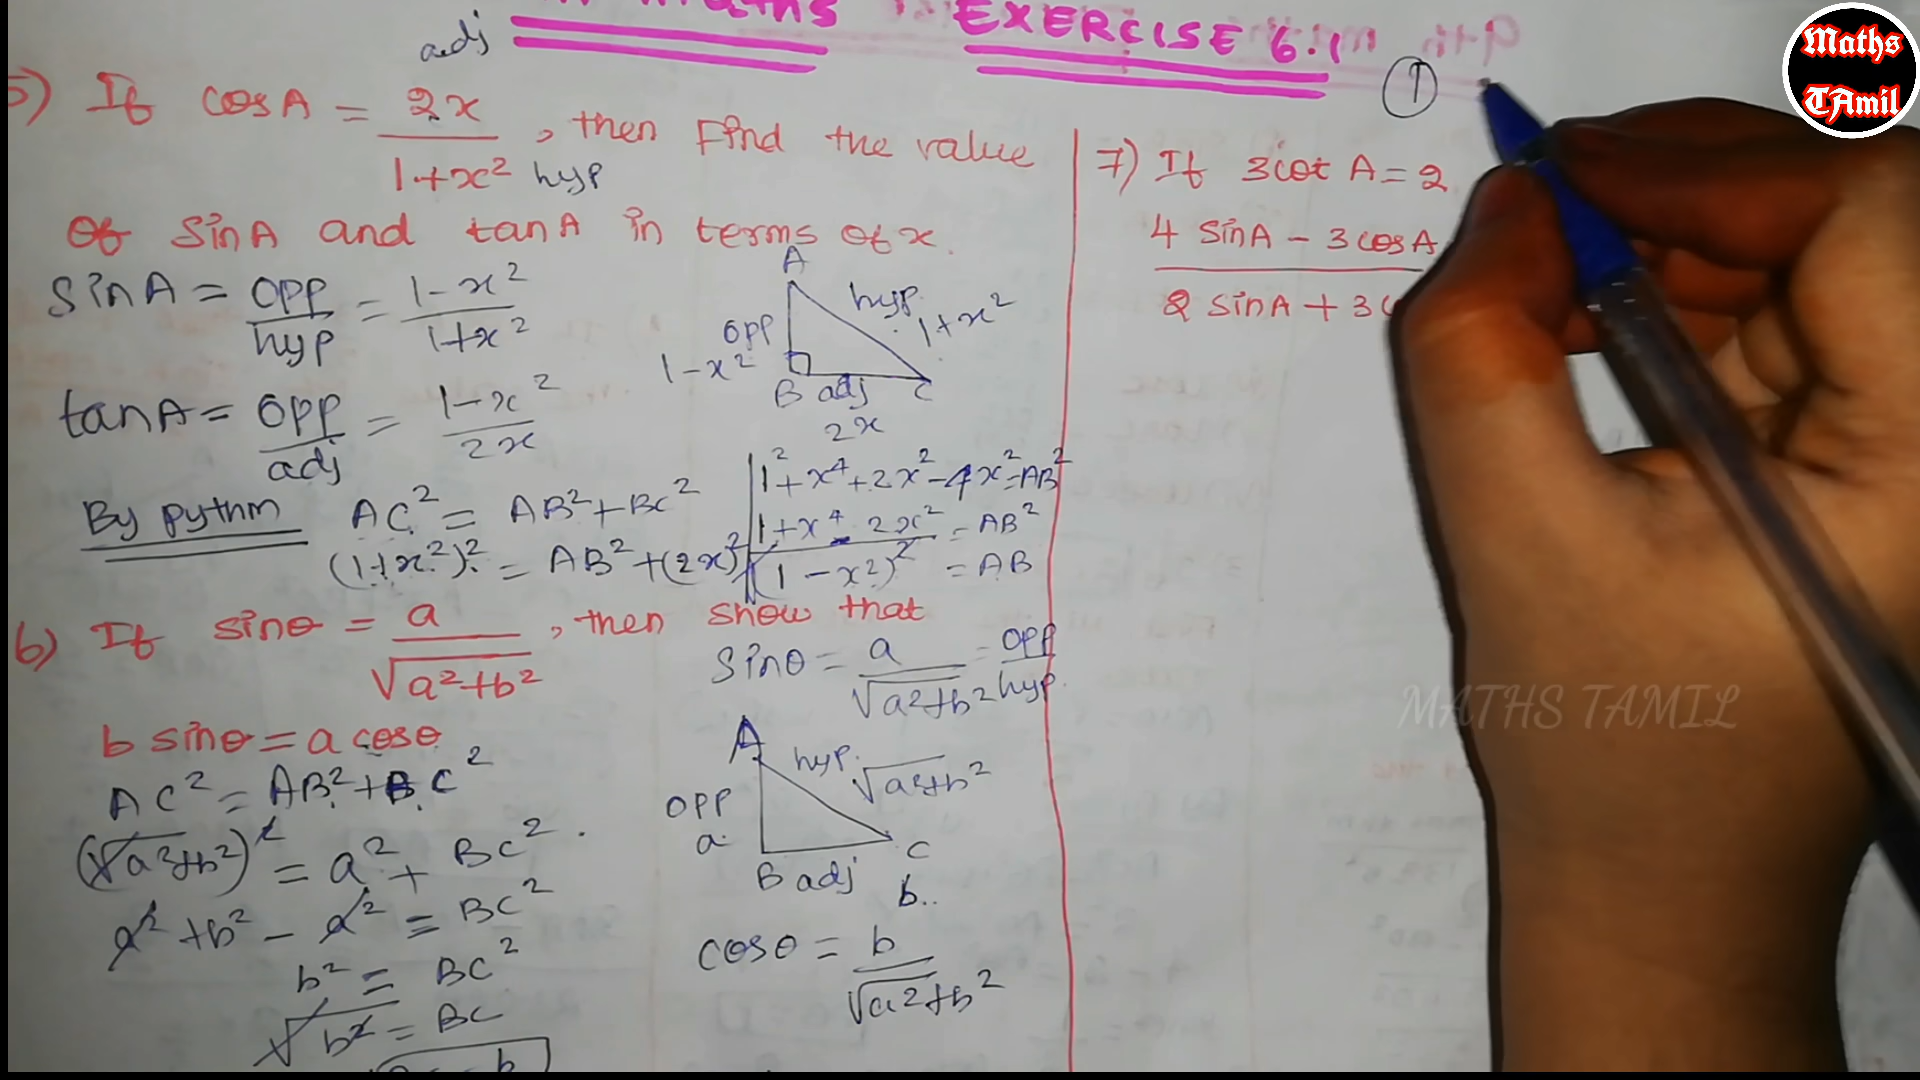 EXERCISE 6.1
adj
5) If cosA = 2x / 1+x² hyp, then Find the value
of sinA and tanA in terms of x.
sinA = opp/hyp = 1-x² / 1+x²
tanA = opp/adj = 1-x² / 2x
A
opp
hyp
1+x²
1-x²
B adj C
2x
By pythm AC² = AB²+BC²
(1+x²)² = AB²+(2x)²
1²+x⁴+2x²-4x²=AB²
1+x⁴-2x² = AB²
√(1-x²)² = AB
6) If sinθ = a / √a²+b², then show that
b sinθ = a cosθ
sinθ = a / √a²+b² = opp / hyp.
AC² = AB²+BC²
(√a²+b²)² = a² + BC².
a²+b² - a² = BC²
b² = BC²
√b² = BC
b
A
hyp. √a²+b²
opp
a
B adj C
b..
cosθ = b / √a²+b²
1
7) If 3cot A = 2
4 sinA - 3cosA
2 sinA + 3
Maths
TAmil
MATHS TAMIL